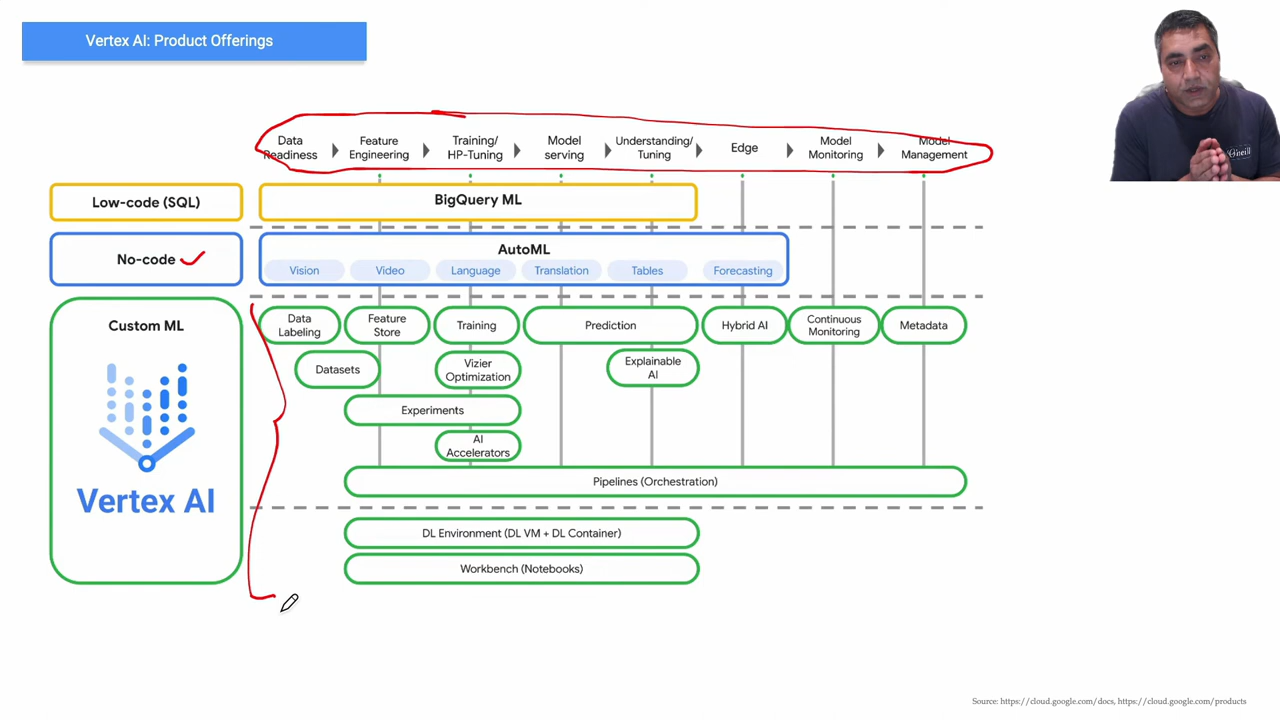 Vertex AI: Product Offerings
Data
Readiness
Feature
Engineering
Training/
HP-Tuning
Model
serving
Understanding/
Tuning
Edge
Model
Monitoring
Model
Management
Low-code (SQL)
BigQuery ML
No-code
AutoML
Vision
Video
Language
Translation
Tables
Forecasting
Custom ML
Vertex AI
Data
Labeling
Feature
Store
Training
Prediction
Hybrid AI
Continuous
Monitoring
Metadata
Datasets
Vizier
Optimization
Explainable
AI
Experiments
AI
Accelerators
Pipelines (Orchestration)
DL Environment (DL VM + DL Container)
Workbench (Notebooks)
O'neill
Source: https://cloud.google.com/docs, https://cloud.google.com/products